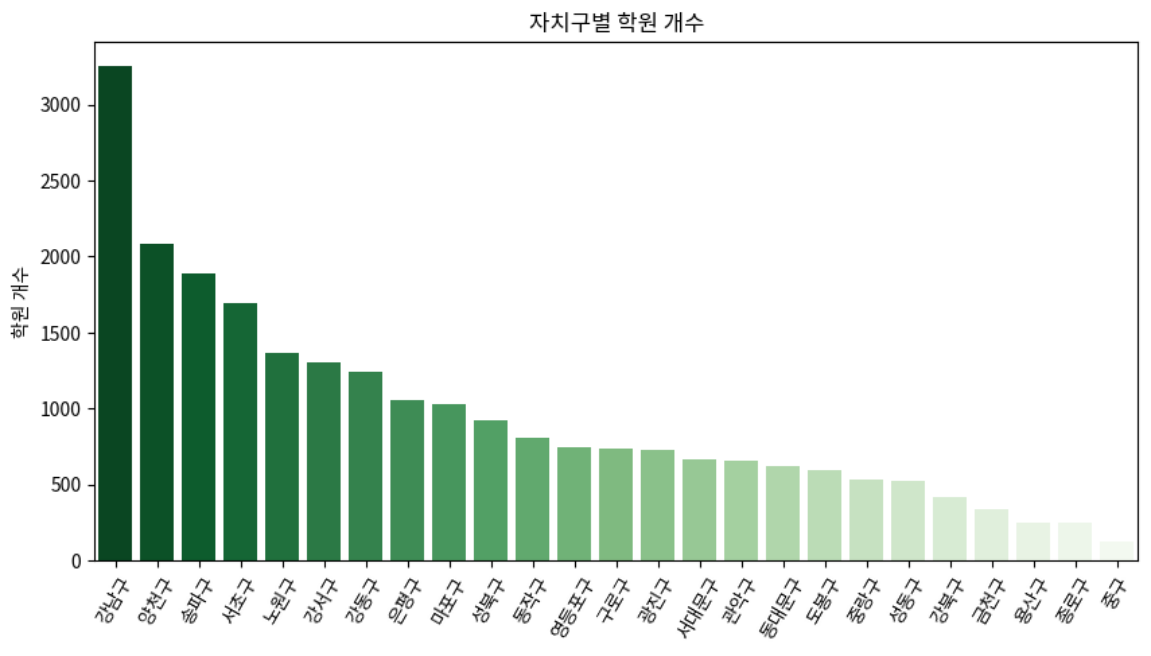 자치구별 학원 개수
학원 개수
3000
2500
2000
1500
1000
500
0
강남구
양천구
송파구
서초구
노원구
강서구
강동구
은평구
마포구
성북구
동작구
영등포구
구로구
광진구
서대문구
관악구
동대문구
도봉구
중랑구
성동구
강북구
금천구
용산구
종로구
중구